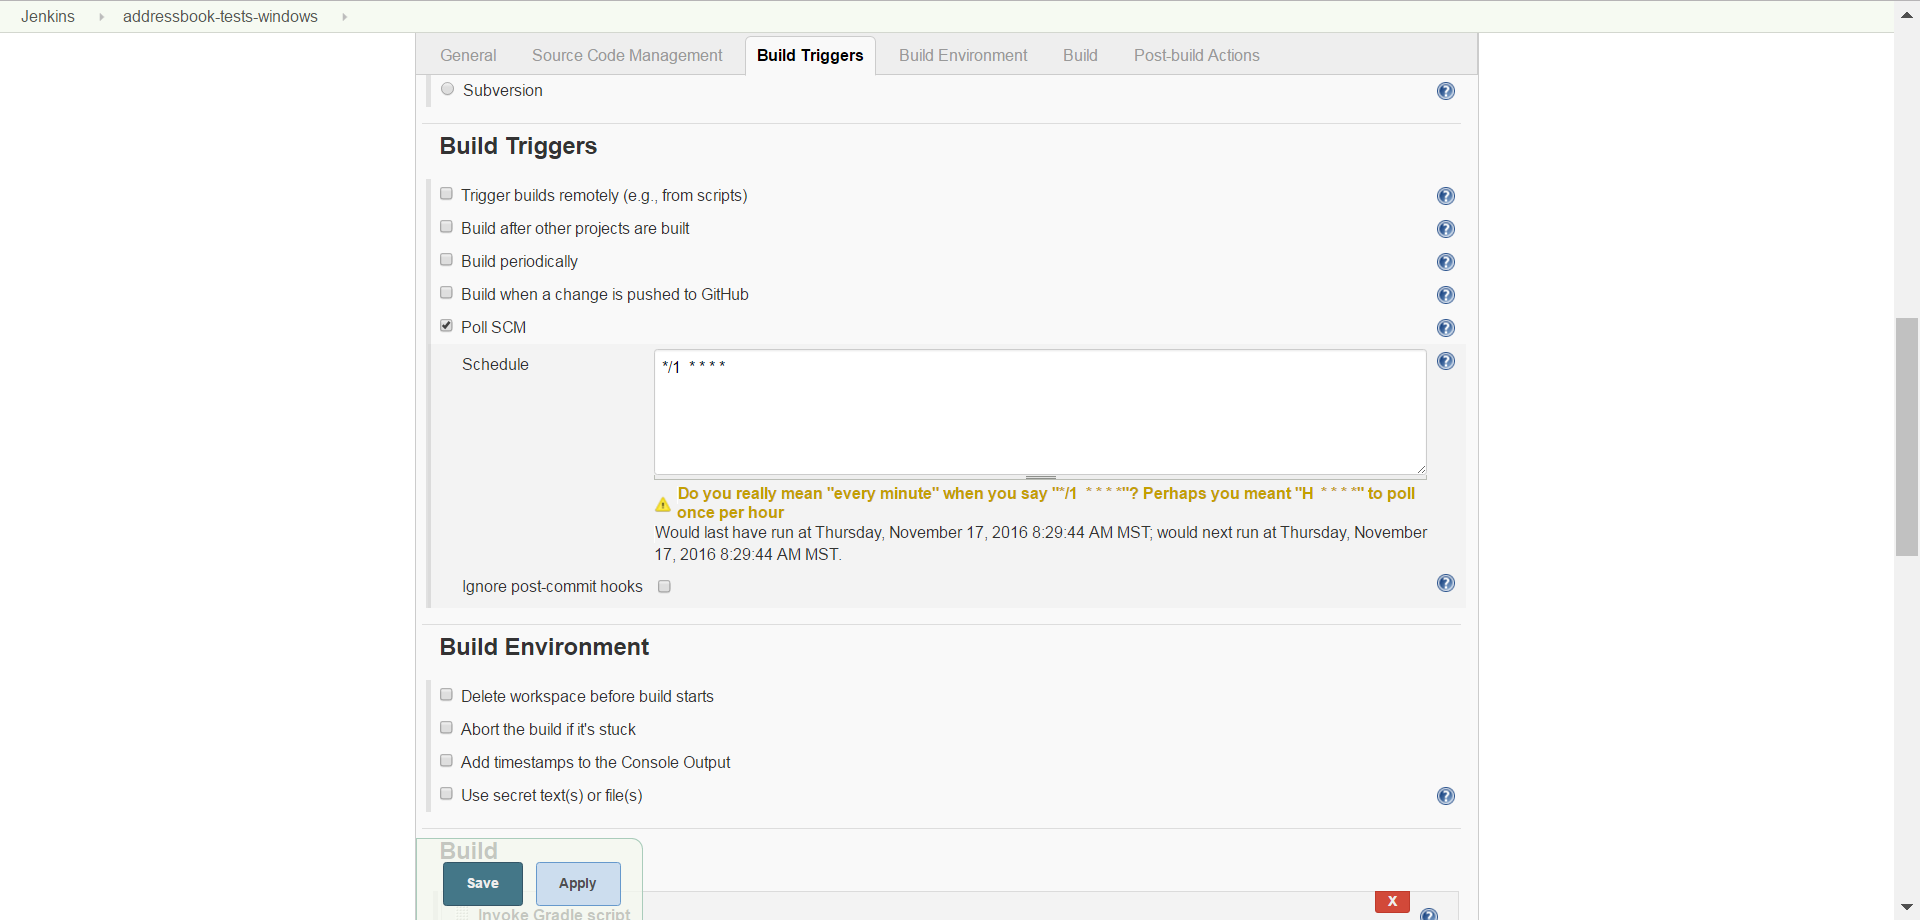 Jenkins addressbook-tests-windows
General Source Code Management Build Triggers Build Environment Build Post-build Actions
Subversion
Build Triggers
Trigger builds remotely (e.g., from scripts)
Build after other projects are built
Build periodically
Build when a change is pushed to GitHub
Poll SCM
Schedule
*/1  * * * *
Do you really mean "every minute" when you say "*/1  * * * *"? Perhaps you meant "H  * * * *" to poll
once per hour
Would last have run at Thursday, November 17, 2016 8:29:44 AM MST; would next run at Thursday, November
17, 2016 8:29:44 AM MST.
Ignore post-commit hooks
Build Environment
Delete workspace before build starts
Abort the build if it's stuck
Add timestamps to the Console Output
Use secret text(s) or file(s)
Build
Save Apply
X
Invoke Gradle script